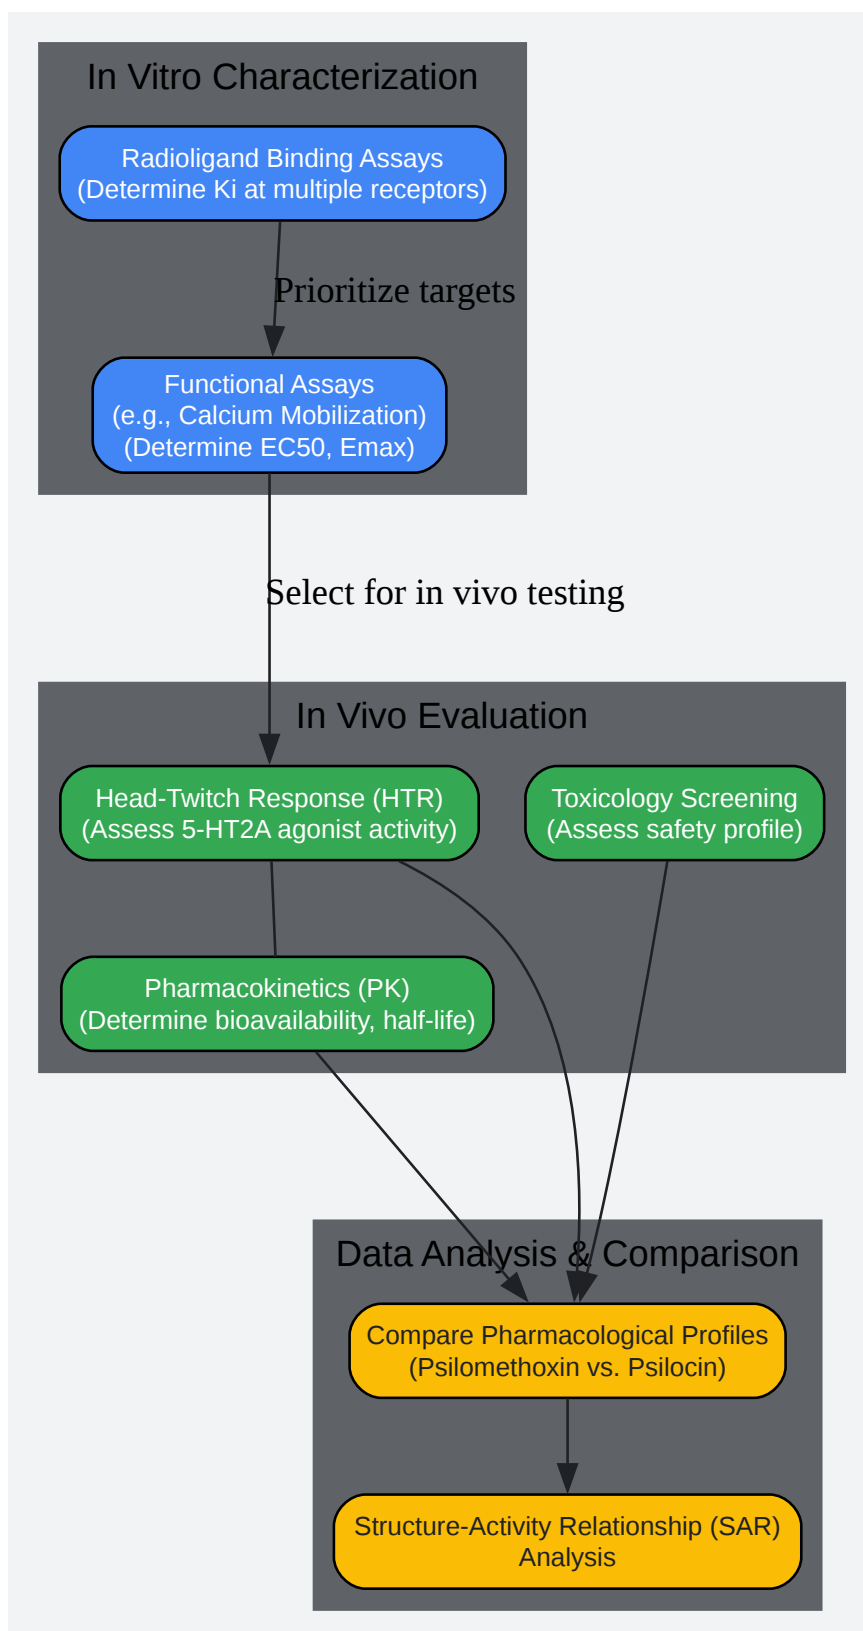 In Vitro Characterization
Radioligand Binding Assays
(Determine Ki at multiple receptors)
Prioritize targets
Functional Assays
(e.g., Calcium Mobilization)
(Determine EC50, Emax)
Select for in vivo testing
In Vivo Evaluation
Head-Twitch Response (HTR)
(Assess 5-HT2A agonist activity)
Toxicology Screening
(Assess safety profile)
Pharmacokinetics (PK)
(Determine bioavailability, half-life)
Data Analysis & Comparison
Compare Pharmacological Profiles
(Psilomethoxin vs. Psilocin)
Structure-Activity Relationship (SAR)
Analysis